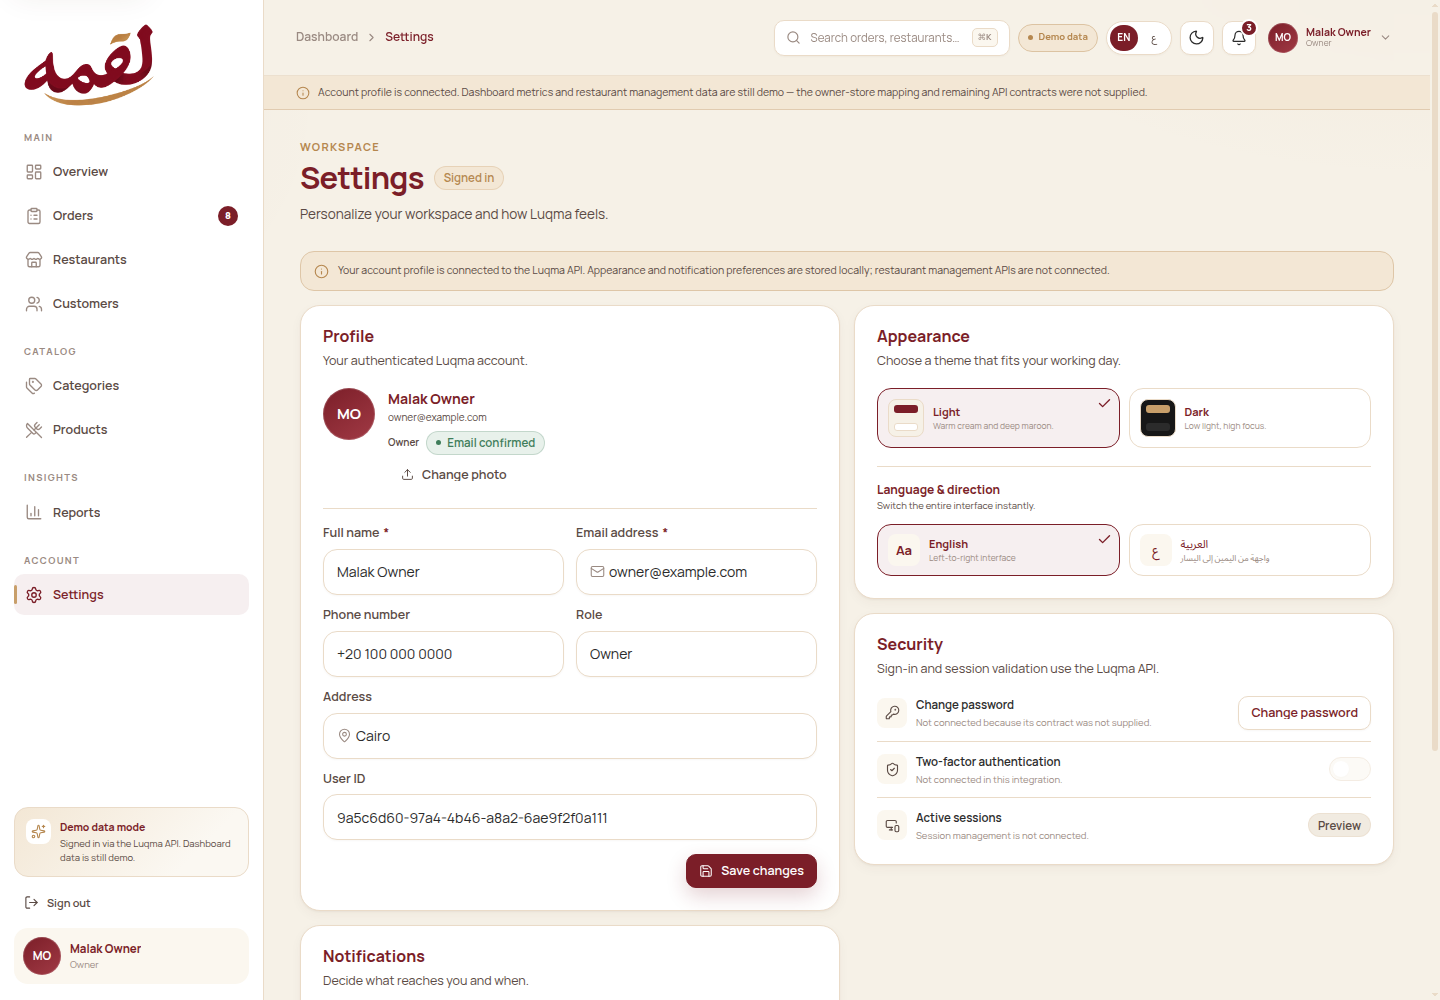 لقمه
MAIN
Overview
Orders
8
Restaurants
Customers
CATALOG
Categories
Products
INSIGHTS
Reports
ACCOUNT
Settings
Demo data mode
Signed in via the Luqma API. Dashboard
data is still demo.
Sign out
MO
Malak Owner
Owner
Dashboard > Settings
Search orders, restaurants...
⌘K
Demo data
EN
ع
3
MO
Malak Owner
Owner
Account profile is connected. Dashboard metrics and restaurant management data are still demo — the owner-store mapping and remaining API contracts were not supplied.
WORKSPACE
Settings
Signed in
Personalize your workspace and how Luqma feels.
Your account profile is connected to the Luqma API. Appearance and notification preferences are stored locally; restaurant management APIs are not connected.
Profile
Your authenticated Luqma account.
MO
Malak Owner
owner@example.com
Owner
Email confirmed
Change photo
Full name *
Email address *
Malak Owner
owner@example.com
Phone number
Role
+20 100 000 0000
Owner
Address
Cairo
User ID
9a5c6d60-97a4-4b46-a8a2-6ae9f2f0a111
Save changes
Notifications
Decide what reaches you and when.
Appearance
Choose a theme that fits your working day.
Light
Warm cream and deep maroon.
Dark
Low light, high focus.
Language & direction
Switch the entire interface instantly.
Aa
English
Left-to-right interface
ع
العربية
واجهة من اليمين إلى اليسار
Security
Sign-in and session validation use the Luqma API.
Change password
Not connected because its contract was not supplied.
Change password
Two-factor authentication
Not connected in this integration.
Active sessions
Session management is not connected.
Preview